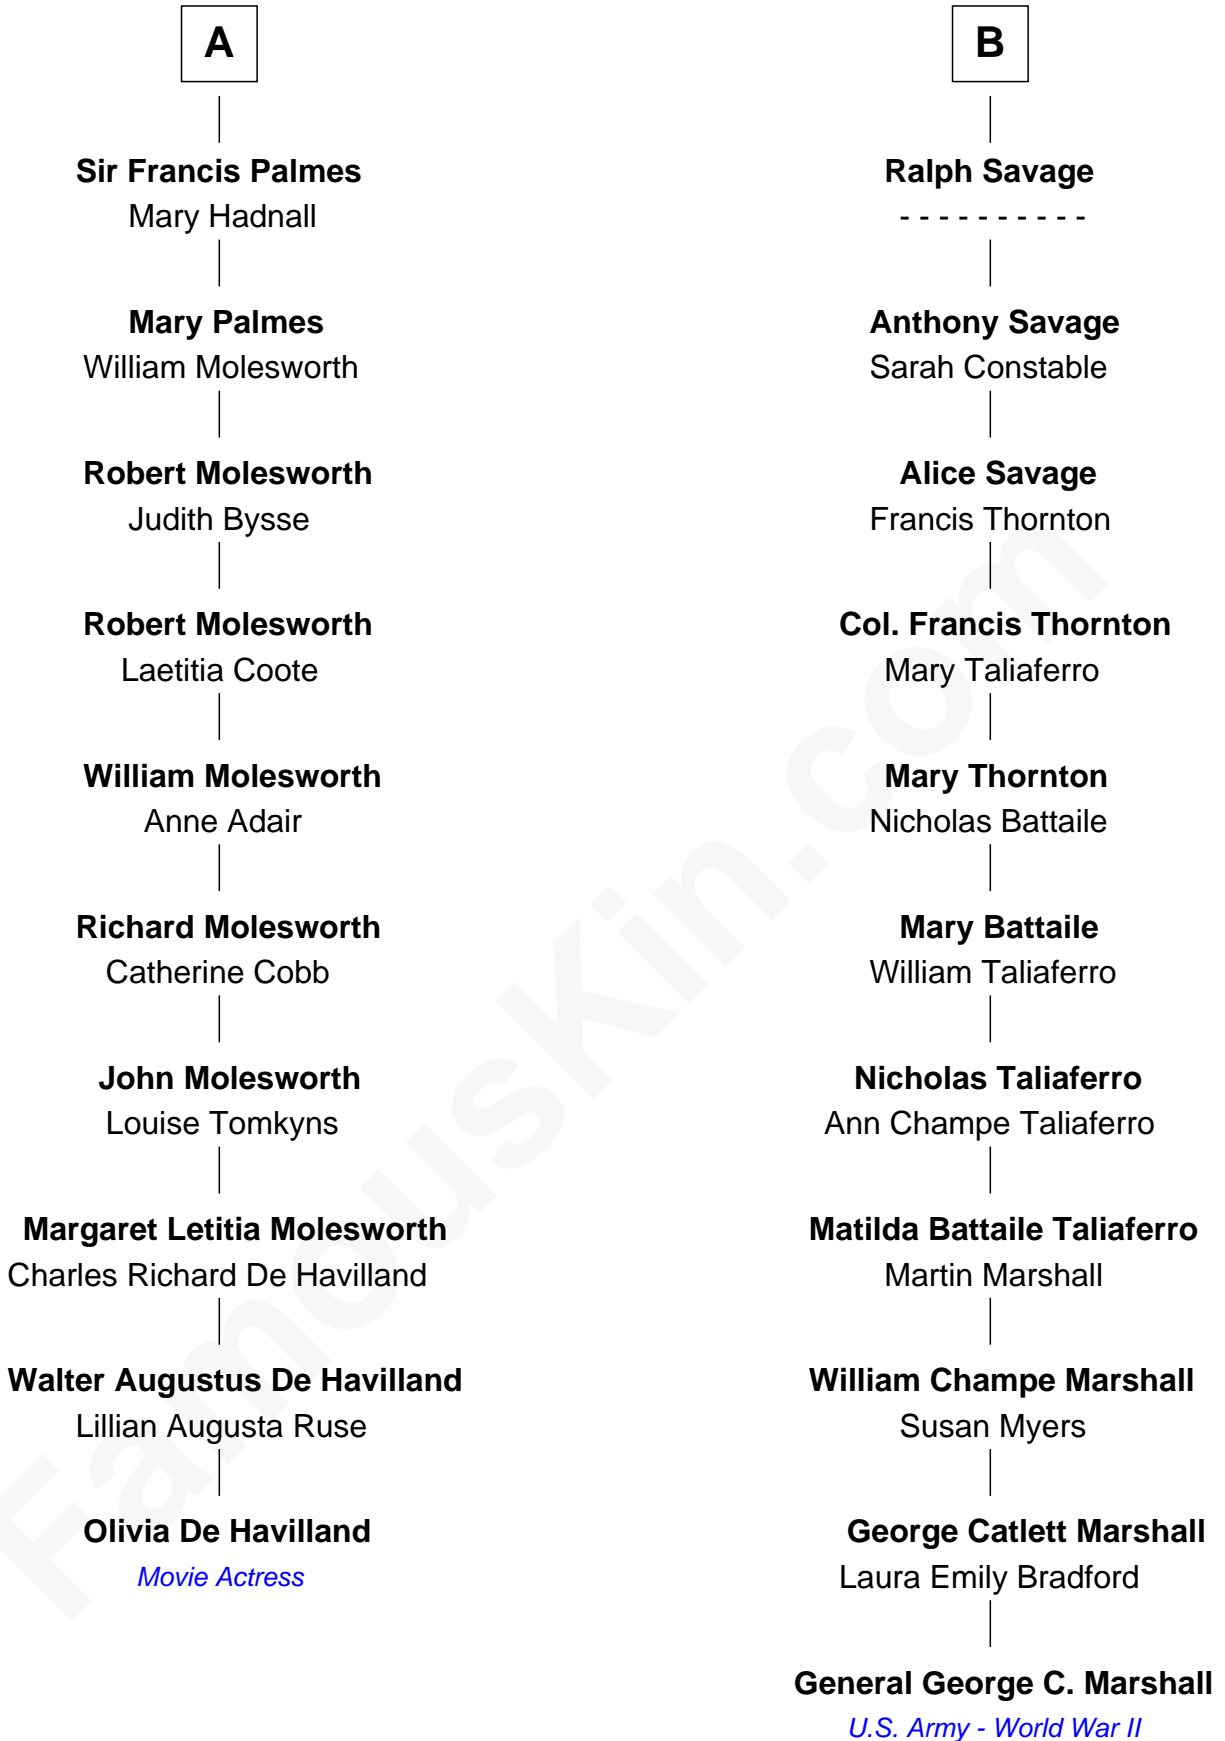 A
Sir Francis Palmes
Mary Hadnall
Mary Palmes
William Molesworth
Robert Molesworth
Judith Bysse
Robert Molesworth
Laetitia Coote
William Molesworth
Anne Adair
Richard Molesworth
Catherine Cobb
John Molesworth
Louise Tomkyns
Margaret Letitia Molesworth
Charles Richard De Havilland
Walter Augustus De Havilland
Lillian Augusta Ruse
Olivia De Havilland
Movie Actress
B
Ralph Savage
- - - - - - - - - -
Anthony Savage
Sarah Constable
Alice Savage
Francis Thornton
Col. Francis Thornton
Mary Taliaferro
Mary Thornton
Nicholas Battaile
Mary Battaile
William Taliaferro
Nicholas Taliaferro
Ann Champe Taliaferro
Matilda Battaile Taliaferro
Martin Marshall
William Champe Marshall
Susan Myers
George Catlett Marshall
Laura Emily Bradford
General George C. Marshall
U.S. Army - World War II
FamousKin.com